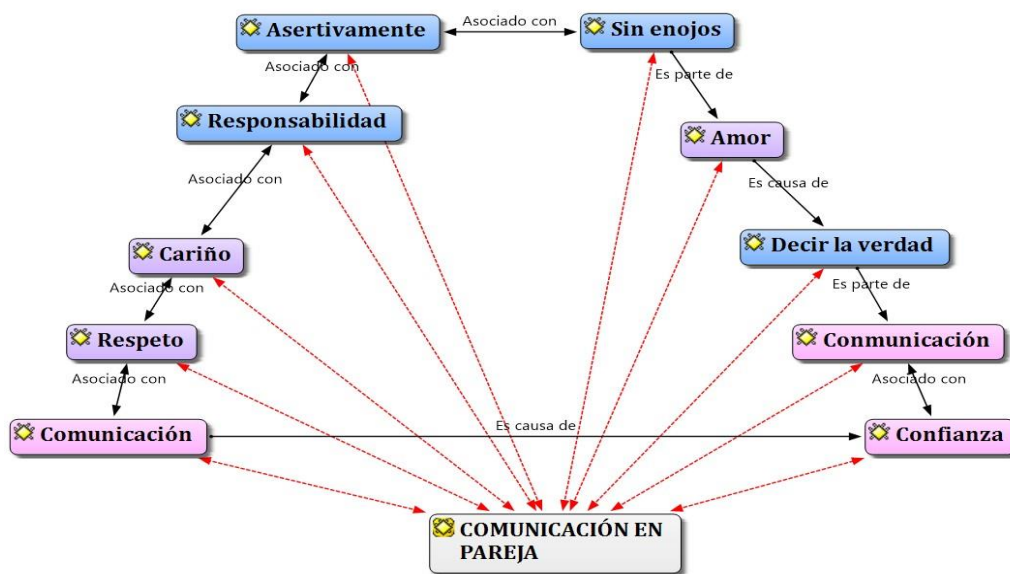 Asociado con
Asertivamente
Sin enojos
Asociado con
Es parte de
Responsabilidad
Amor
Asociado con
Es causa de
Cariño
Decir la verdad
Asociado con
Es parte de
Respeto
Conmunicación
Asociado con
Asociado con
Comunicación
Es causa de
Confianza
COMUNICACIÓN EN
PAREJA